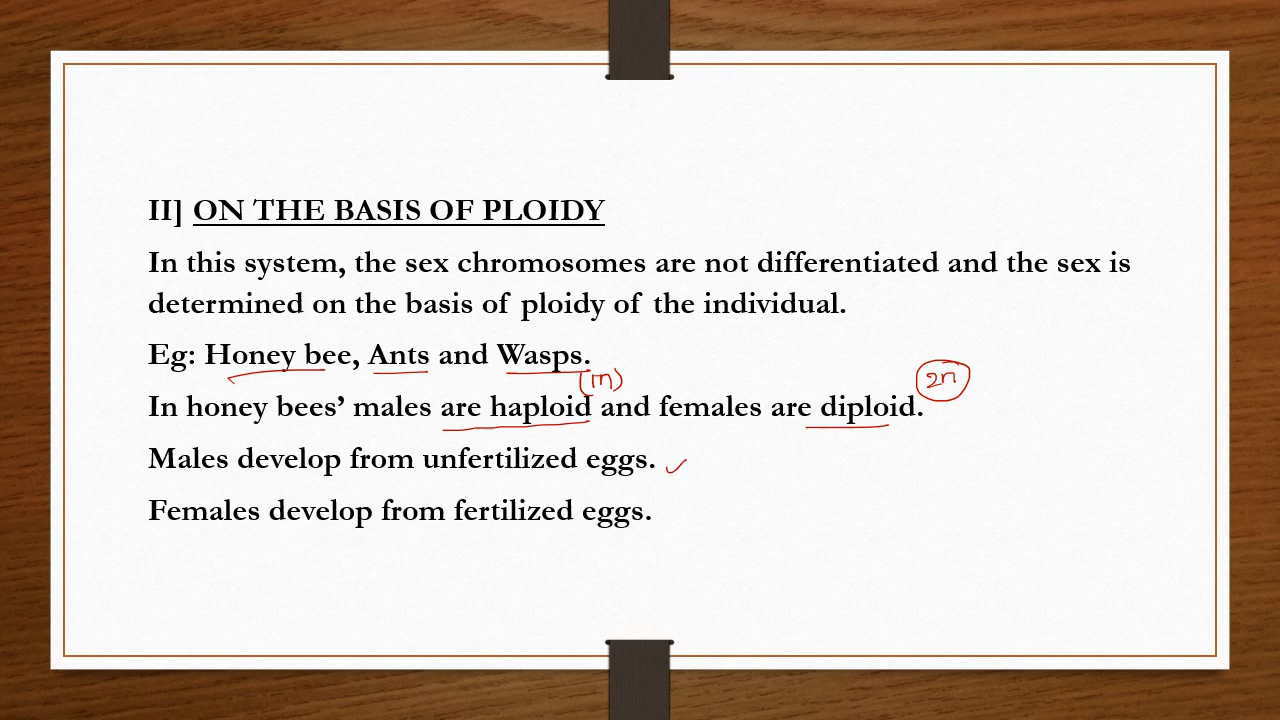 II] ON THE BASIS OF PLOIDY
In this system, the sex chromosomes are not differentiated and the sex is
determined on the basis of ploidy of the individual.
Eg: Honey bee, Ants and Wasps.
(1n) 2n
In honey bees’ males are haploid and females are diploid.
Males develop from unfertilized eggs.
Females develop from fertilized eggs.